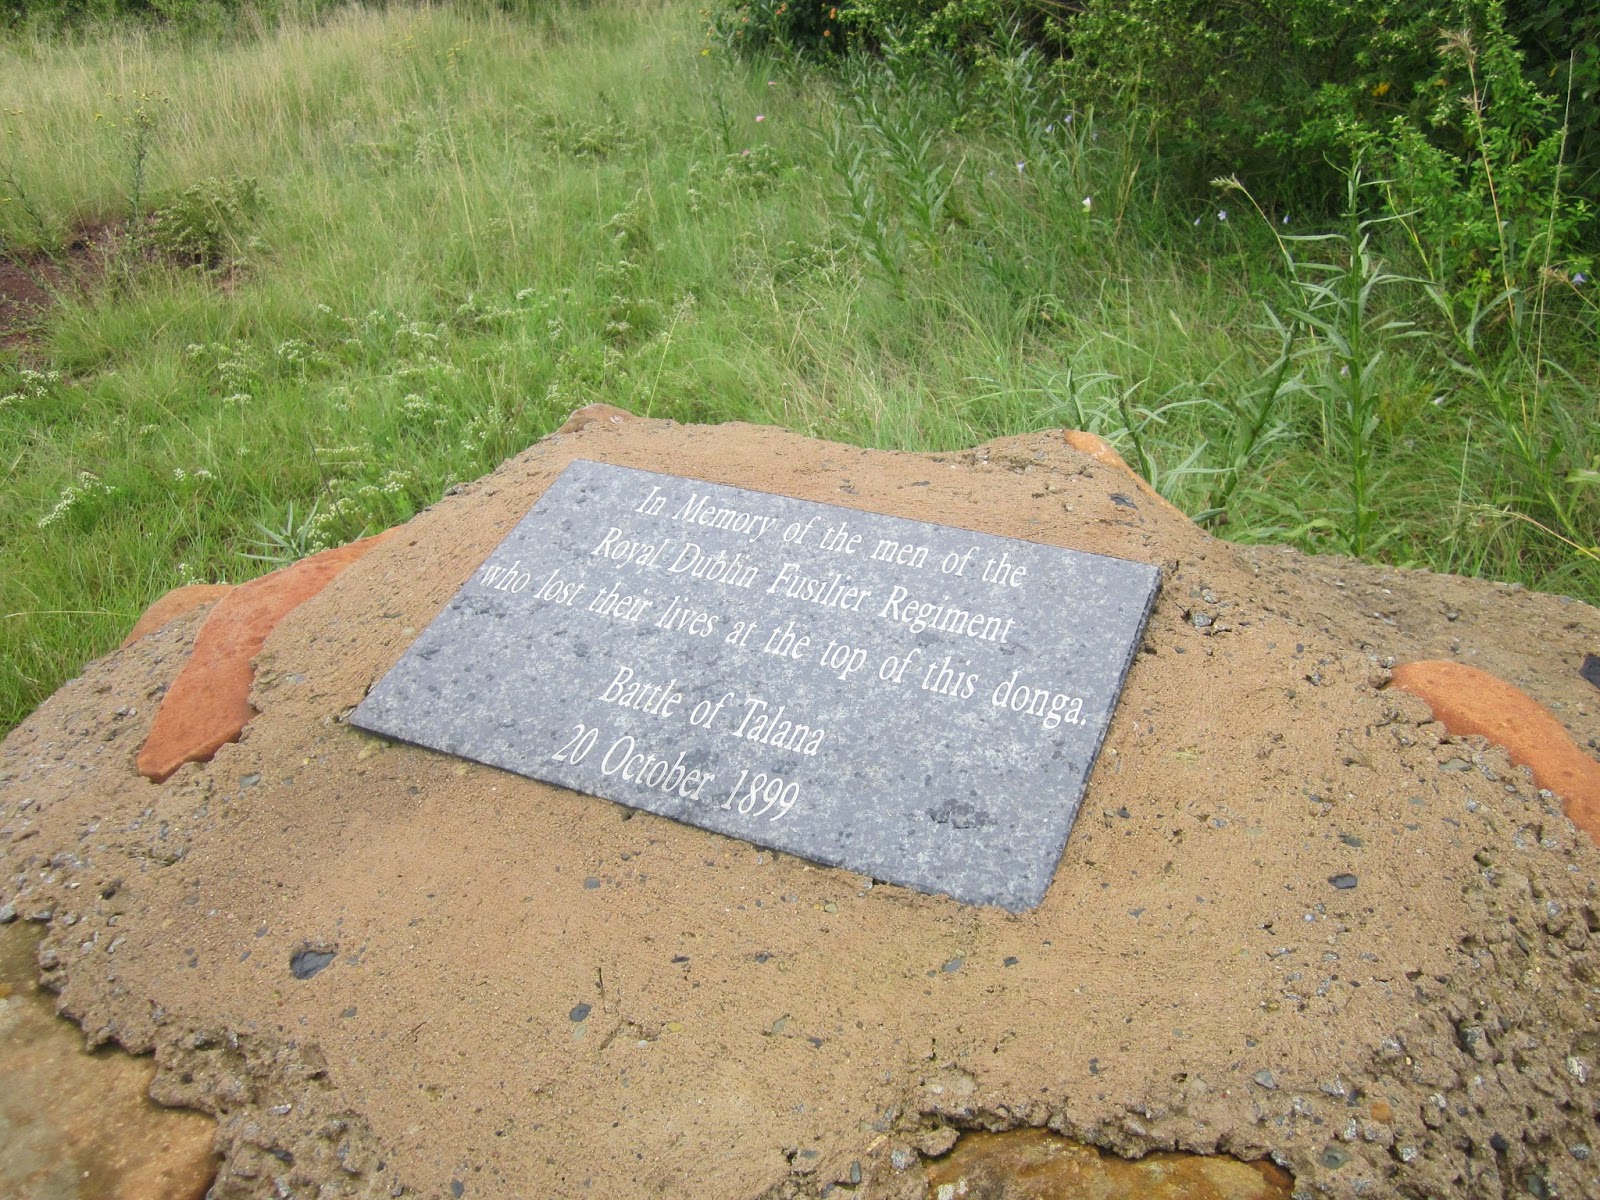 In Memory of the men of the
Royal Dublin Fusilier Regiment
who lost their lives at the top of this donga.
Battle of Talana
20 October 1899